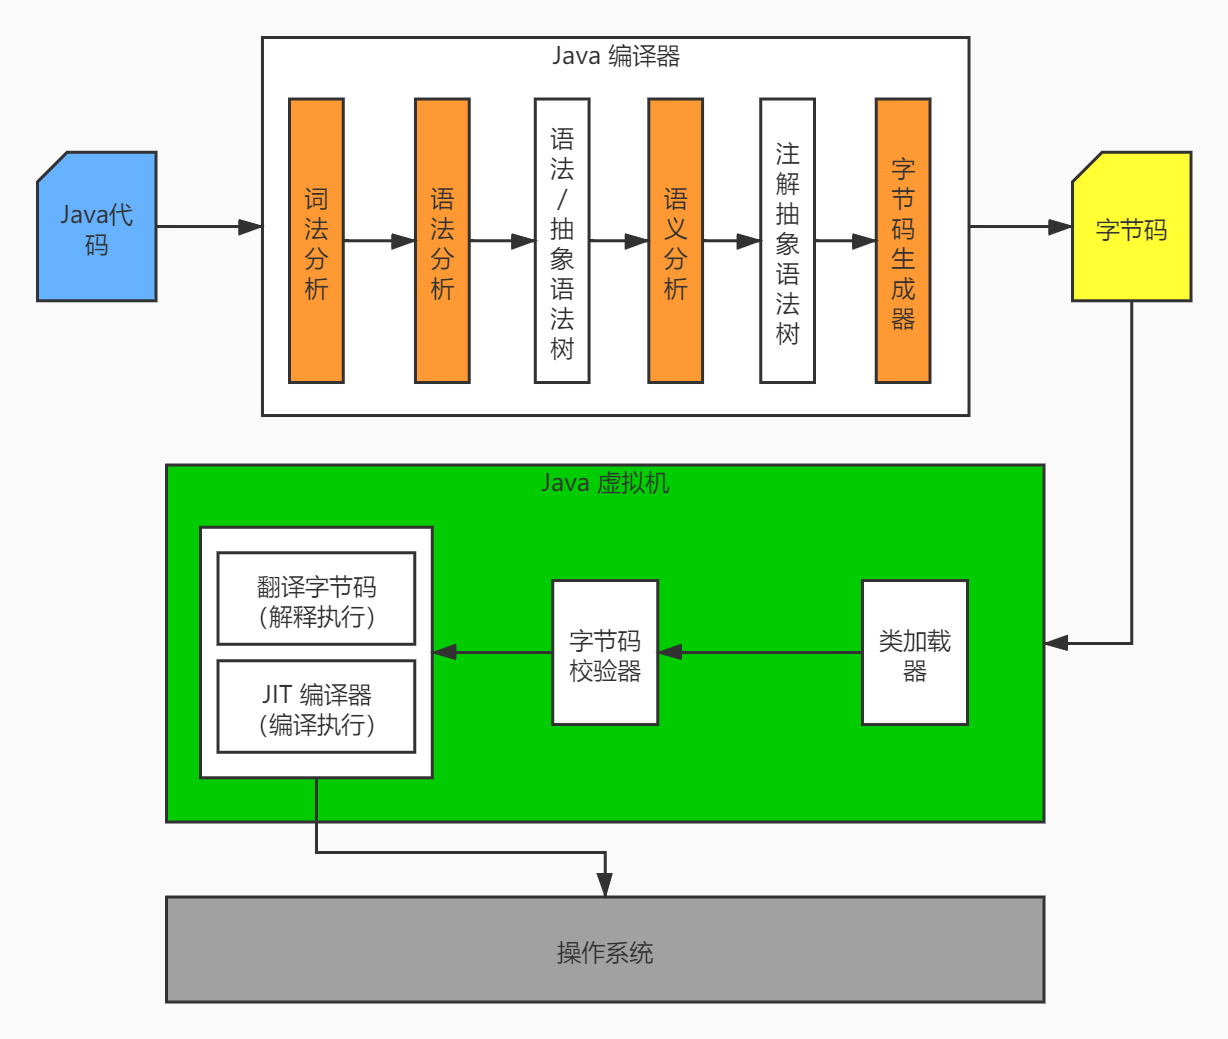 Java 编译器
Java代
码
词法分析
语法分析
语法/抽象语法树
语义分析
注解抽象语法树
字节码生成器
字节码
Java 虚拟机
翻译字节码
（解释执行）
JIT 编译器
（编译执行）
字节码
校验器
类加载
器
操作系统